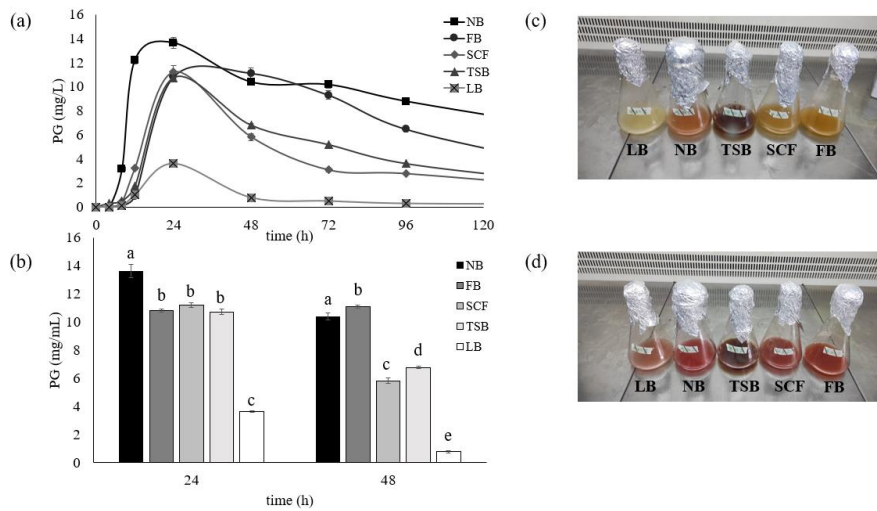 (a)
16
14
12
10
8
6
4
2
0
PG (mg/L)
0
24
48
72
96
120
time (h)
NB
FB
SCF
TSB
LB
(b)
16
14
12
10
8
6
4
2
0
PG (mg/mL)
a
b
b
b
c
a
b
c
d
e
24
48
time (h)
NB
FB
SCF
TSB
LB
(c)
LB NB TSB SCF FB
(d)
LB NB TSB SCF FB